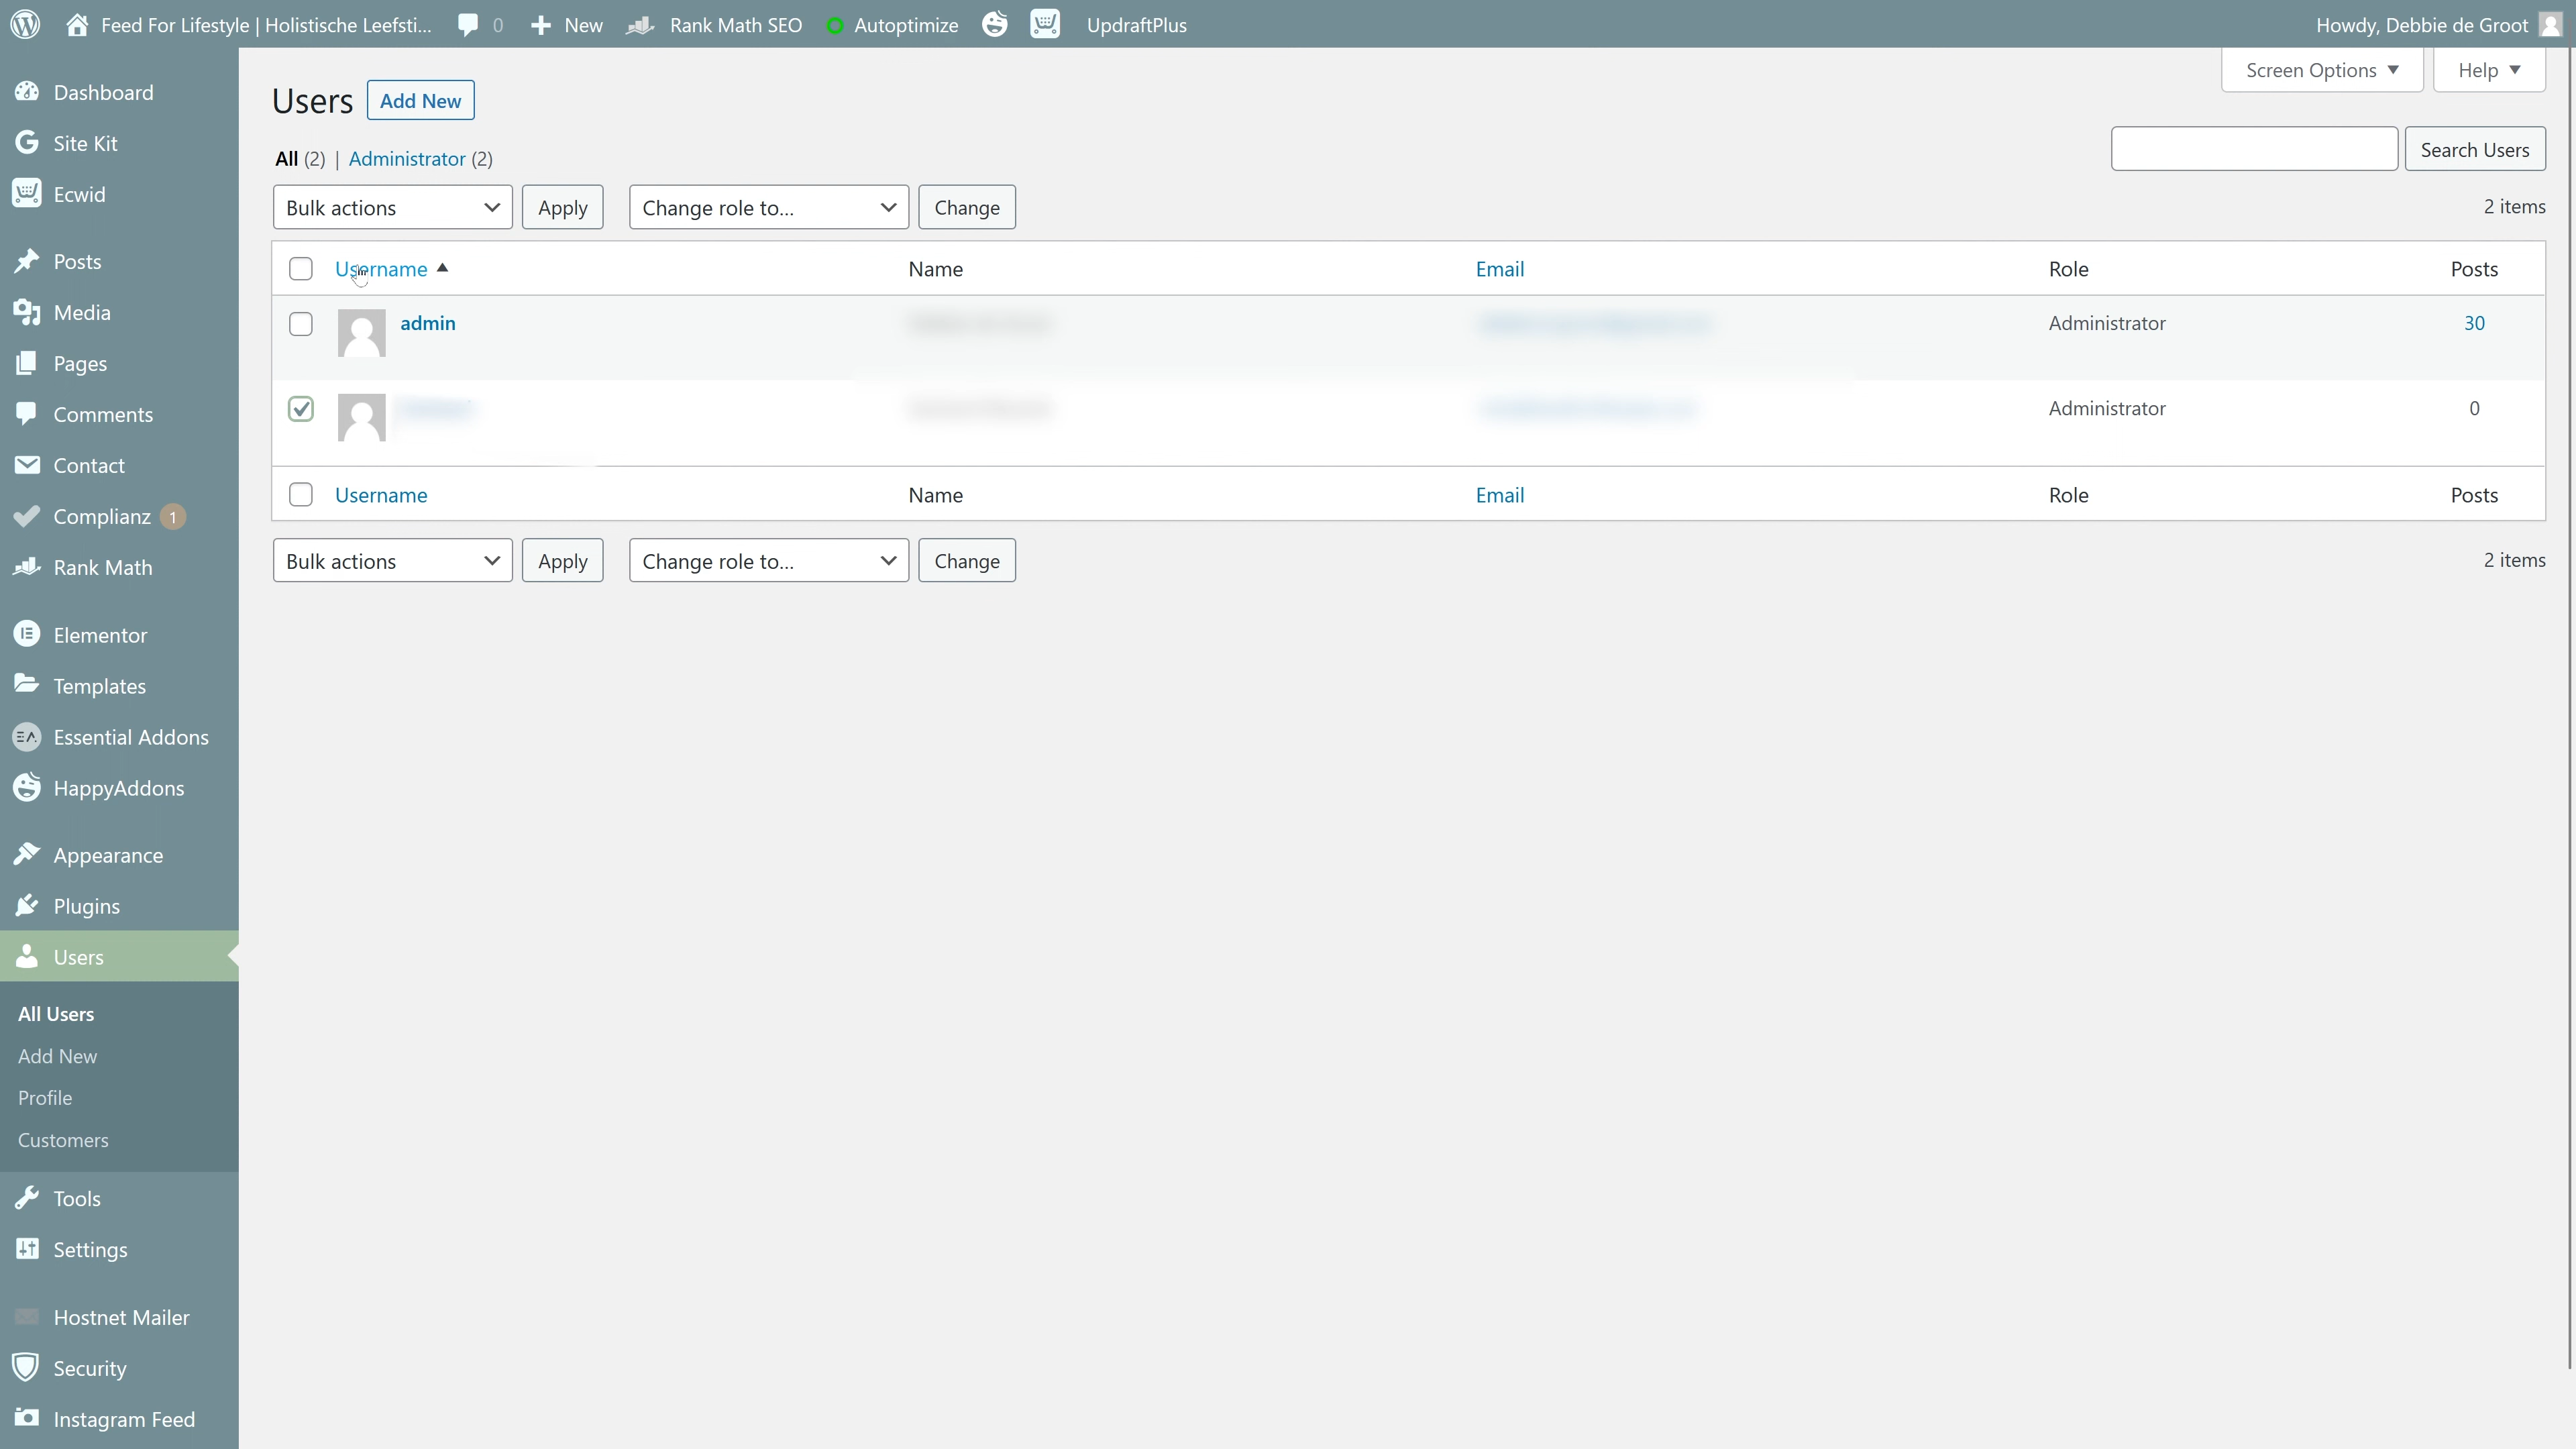 Feed For Lifestyle | Holistische Leefsti... 0 New Rank Math SEO Autoptimize UpdraftPlus Howdy, Debbie de Groot
Screen Options Help
Users Add New
All (2) | Administrator (2)
Search Users
Bulk actions Apply Change role to... Change 2 items
Username Name Email Role Posts
admin Administrator 30
Administrator 0
Username Name Email Role Posts
Bulk actions Apply Change role to... Change 2 items
Dashboard
Site Kit
Ecwid
Posts
Media
Pages
Comments
Contact
Complianz 1
Rank Math
Elementor
Templates
Essential Addons
HappyAddons
Appearance
Plugins
Users
All Users
Add New
Profile
Customers
Tools
Settings
Hostnet Mailer
Security
Instagram Feed